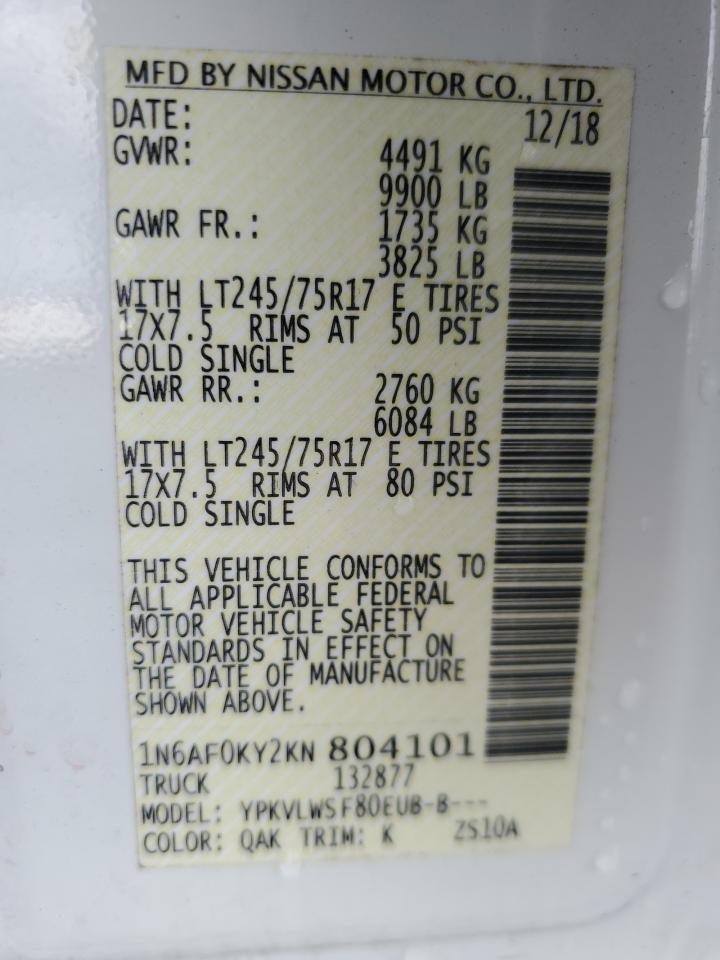 MFD BY NISSAN MOTOR CO., LTD.
DATE: 12/18
GVWR: 4491 KG
9900 LB
GAWR FR.: 1735 KG
3825 LB
WITH LT245/75R17 E TIRES
17X7.5 RIMS AT 50 PSI
COLD SINGLE
GAWR RR.: 2760 KG
6084 LB
WITH LT245/75R17 E TIRES
17X7.5 RIMS AT 80 PSI
COLD SINGLE
THIS VEHICLE CONFORMS TO
ALL APPLICABLE FEDERAL
MOTOR VEHICLE SAFETY
STANDARDS IN EFFECT ON
THE DATE OF MANUFACTURE
SHOWN ABOVE.
1N6AF0KY2KN 804101
TRUCK 132877
MODEL: YPKVLWSF80EUB-B---
COLOR: QAK TRIM: K ZS10A